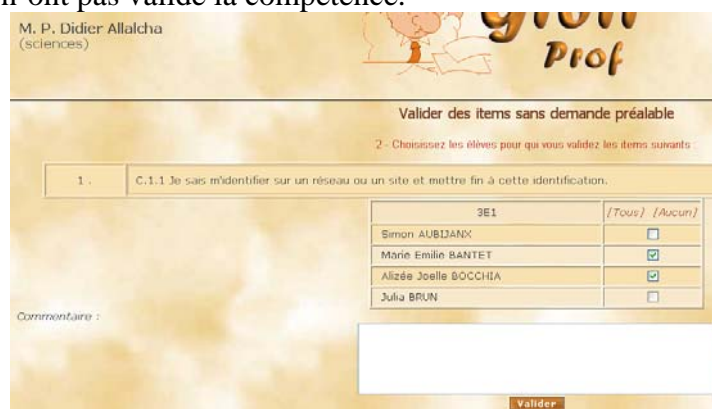 n'ont pas validé la compétence.
M. P. Didier Allalcha
(sciences)
Prof
Valider des items sans demande préalable
2 - Choisissez les élèves pour qui vous validez les items suivants
1 .
C.1.1 Je sais m'identifier sur un réseau ou un site et mettre fin à cette identification.
3E1 [Tous] [Aucun]
Simon AUBIJANX
Marie Emilie BANTET
Alizée Joelle BOCCHIA
Julia BRUN
Commentaire :
Valider